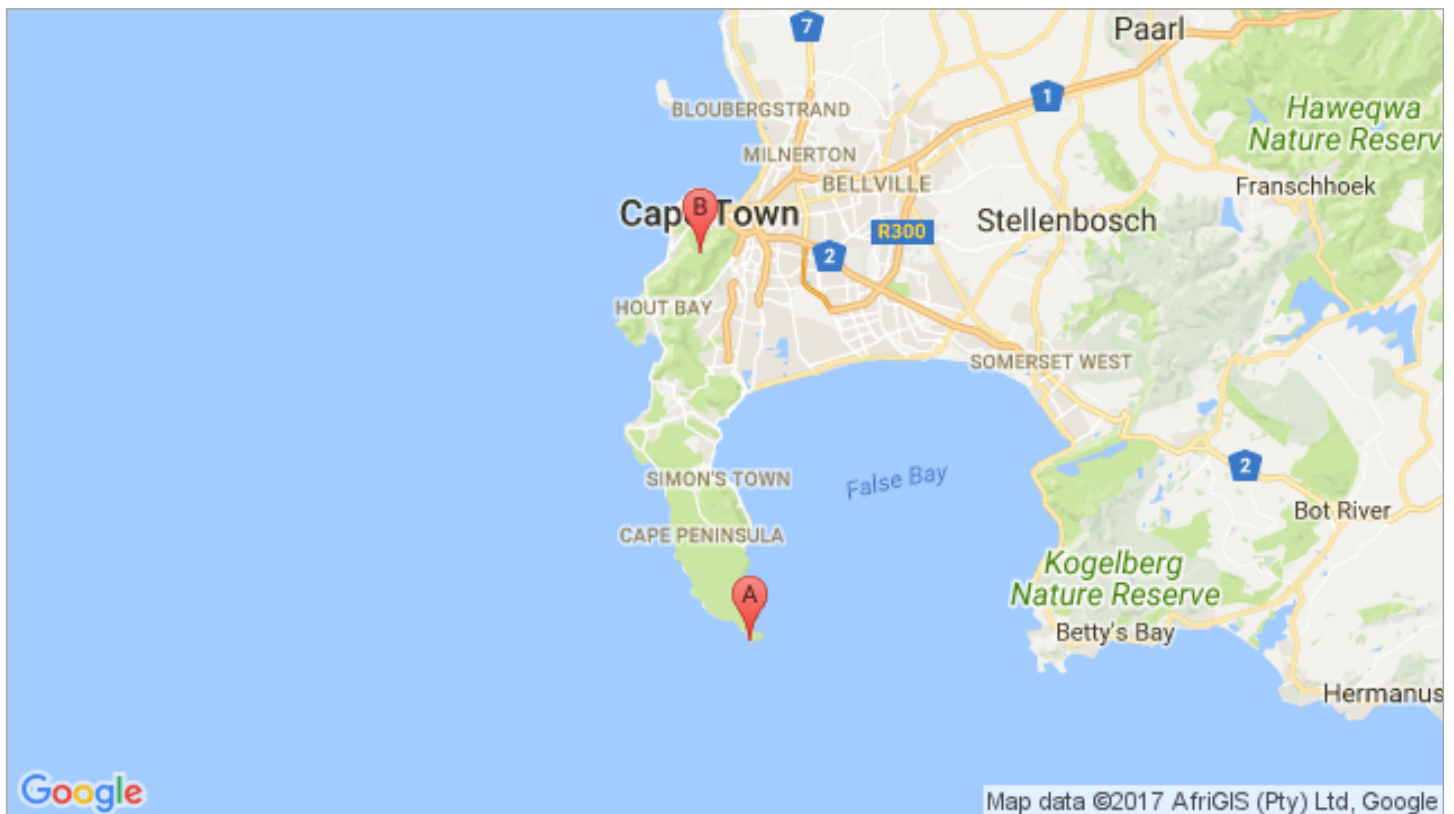 Paarl
7
1
BLOUBERGSTRAND
Haweqwa
Nature Reserv
MILNERTON
BELLVILLE
Franschhoek
B
Cape Town
Stellenbosch
R300
2
HOUT BAY
SOMERSET WEST
2
SIMON'S TOWN
False Bay
Bot River
CAPE PENINSULA
Kogelberg
Nature Reserve
A
Betty's Bay
Hermanus
Google
Map data ©2017 AfriGIS (Pty) Ltd, Google